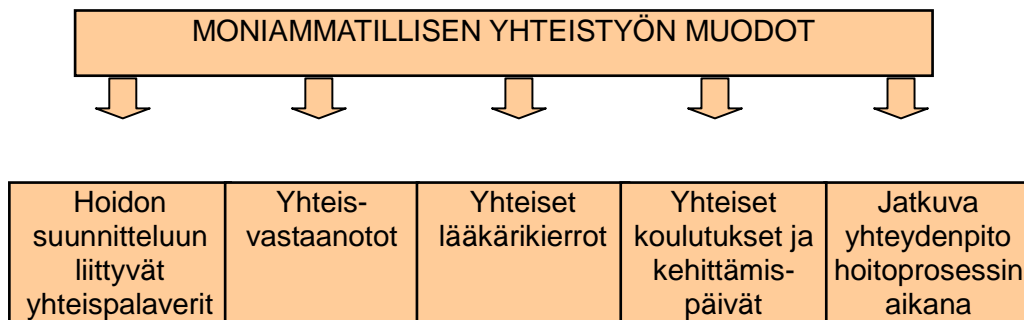 MONIAMMATILLISEN YHTEISTYÖN MUODOT
Hoidon
suunnitteluun
liittyvät
yhteispalaverit
Yhteis-
vastaanotot
Yhteiset
lääkärikierrot
Yhteiset
koulutukset ja
kehittämis-
päivät
Jatkuva
yhteydenpito
hoitoprosessin
aikana